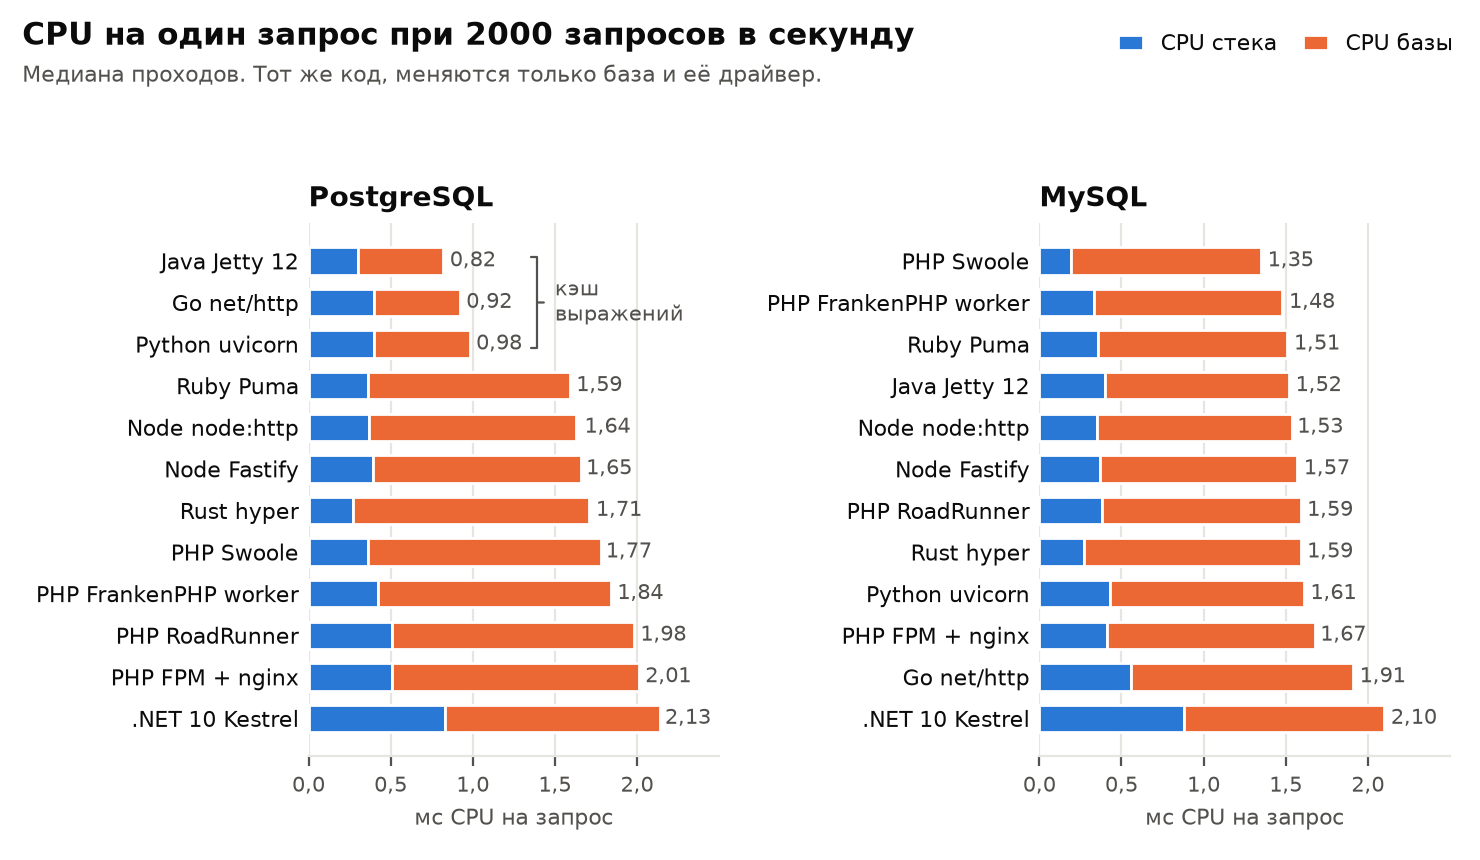 CPU на один запрос при 2000 запросов в секунду
Медиана проходов. Тот же код, меняются только база и её драйвер.
CPU стека
CPU базы
PostgreSQL
Java Jetty 12 0,82
Go net/http 0,92
Python uvicorn 0,98
кэш
выражений
Ruby Puma 1,59
Node node:http 1,64
Node Fastify 1,65
Rust hyper 1,71
PHP Swoole 1,77
PHP FrankenPHP worker 1,84
PHP RoadRunner 1,98
PHP FPM + nginx 2,01
.NET 10 Kestrel 2,13
0,0 0,5 1,0 1,5 2,0
мс CPU на запрос
MySQL
PHP Swoole 1,35
PHP FrankenPHP worker 1,48
Ruby Puma 1,51
Java Jetty 12 1,52
Node node:http 1,53
Node Fastify 1,57
PHP RoadRunner 1,59
Rust hyper 1,59
Python uvicorn 1,61
PHP FPM + nginx 1,67
Go net/http 1,91
.NET 10 Kestrel 2,10
0,0 0,5 1,0 1,5 2,0
мс CPU на запрос